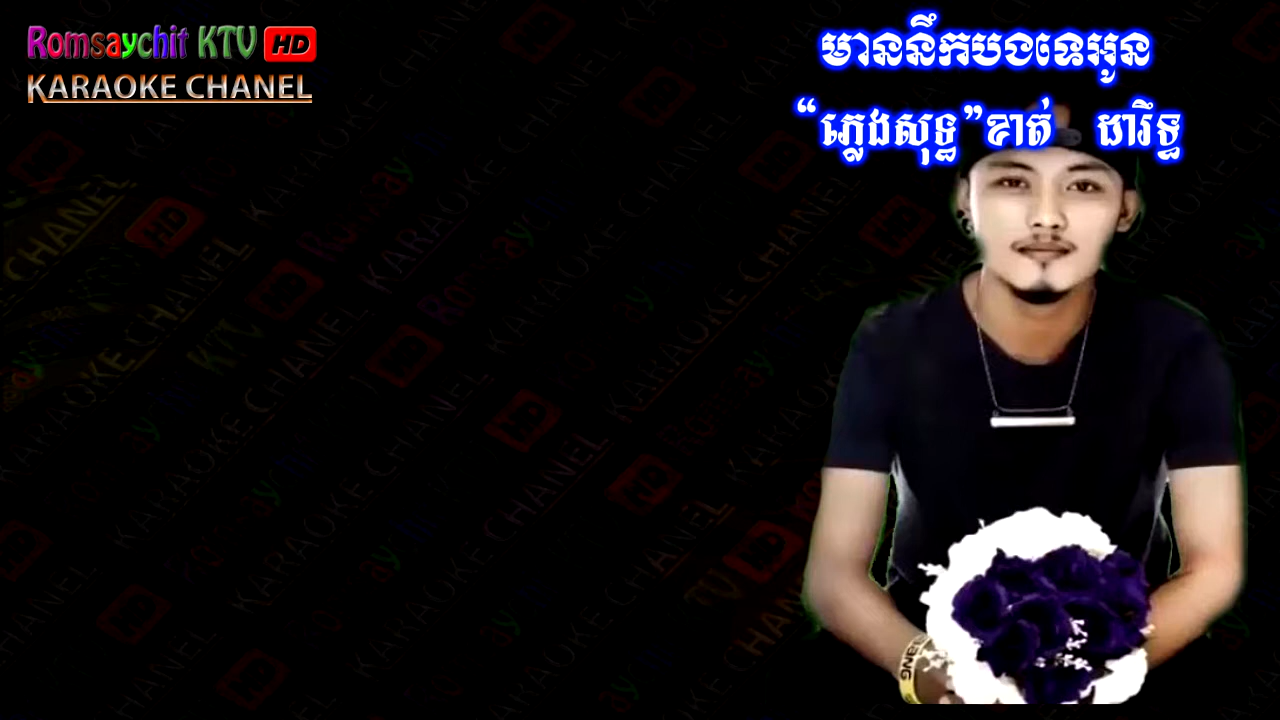 Romsaychit KTV HD
KARAOKE CHANEL
មាននឹកបងទេអូន
“ភ្លេងសុទ្ធ”ខាត់ ដារឹទ្ធ